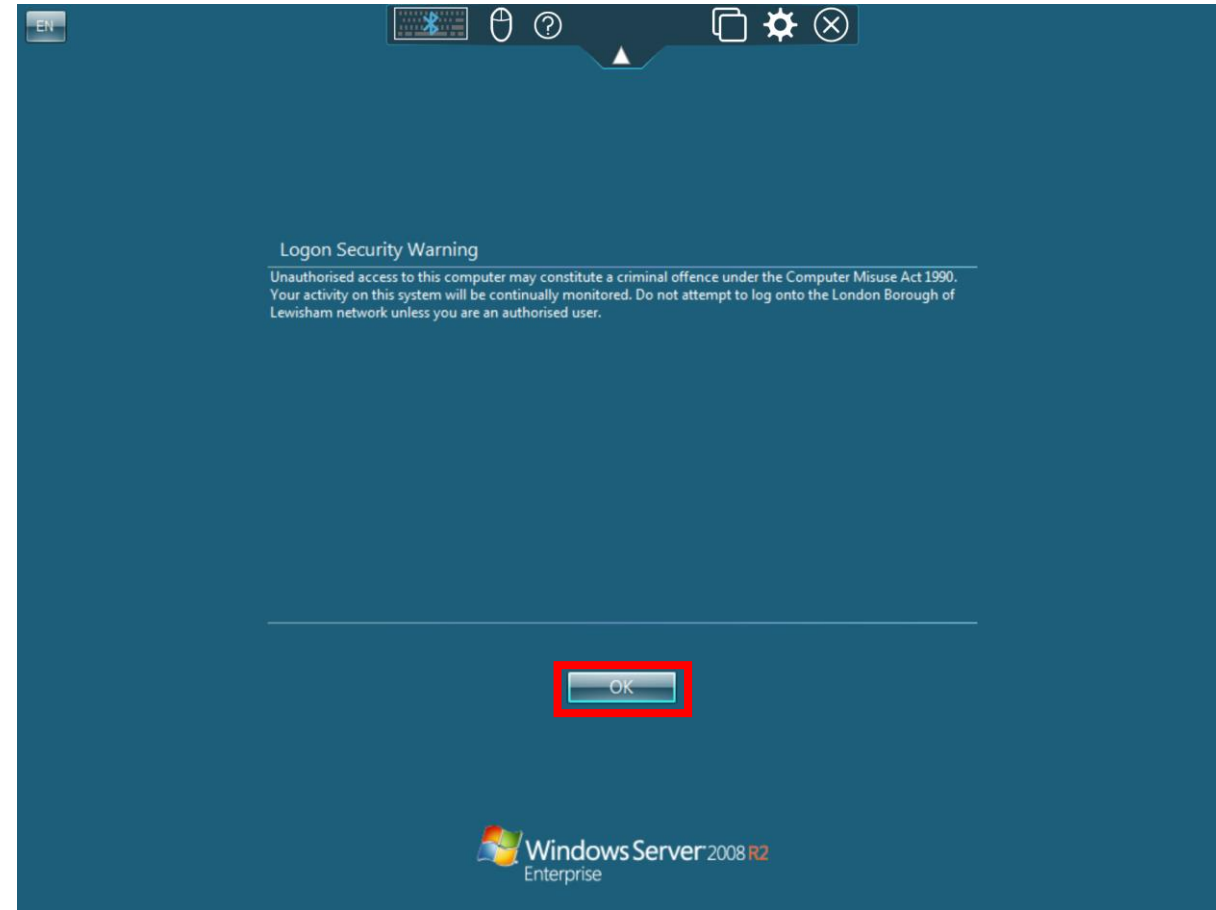 EN
Logon Security Warning
Unauthorised access to this computer may constitute a criminal offence under the Computer Misuse Act 1990.
Your activity on this system will be continually monitored. Do not attempt to log onto the London Borough of
Lewisham network unless you are an authorised user.
OK
Windows Server 2008 R2
Enterprise